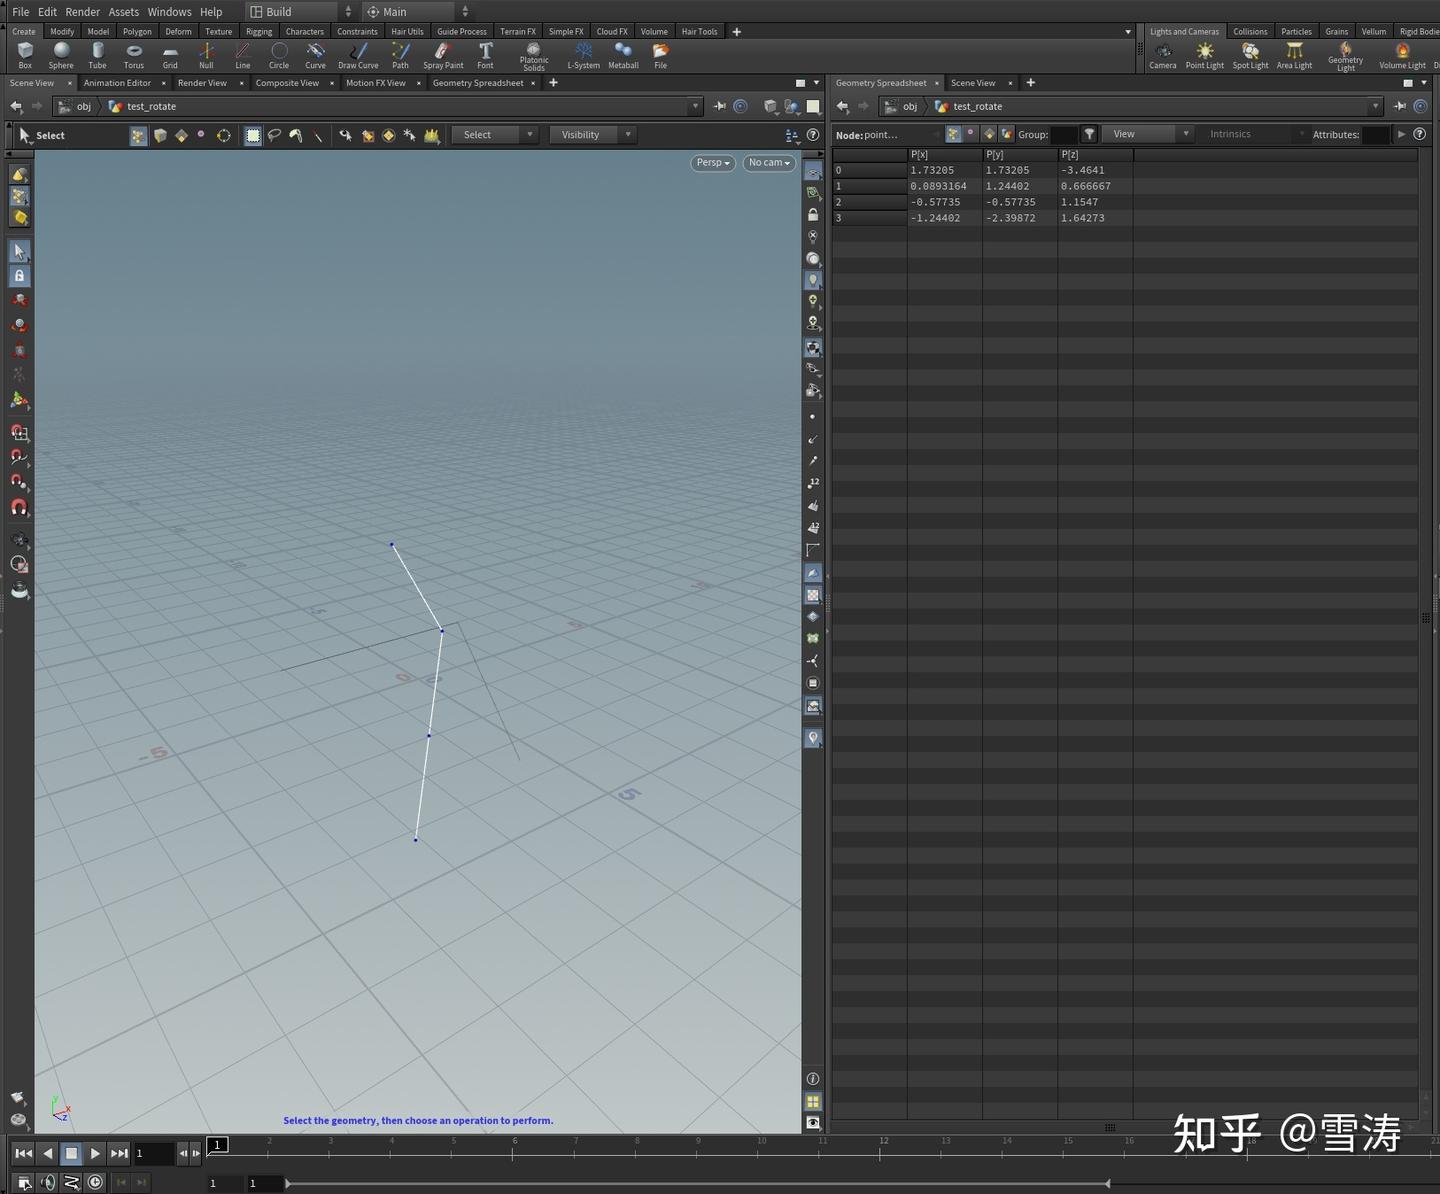 File Edit Render Assets Windows Help Build Main
Create Modify Model Polygon Deform Texture Rigging Characters Constraints Hair Utils Guide Process Terrain FX Simple FX Cloud FX Volume Hair Tools Lights and Cameras Collisions Particles Grains Vellum Rigid Bodie
Box Sphere Tube Torus Grid Null Line Circle Curve Draw Curve Path Spray Paint Font Platonic Solids L-System Metaball File Camera Point Light Spot Light Area Light Geometry Light Volume Light
Scene View Animation Editor Render View Composite View Motion FX View Geometry Spreadsheet Geometry Spreadsheet Scene View
obj test_rotate obj test_rotate
Select Select Visibility Node: point... Group: View Intrinsics Attributes:
Persp No cam
P[x] P[y] P[z]
0 1.73205 1.73205 -3.4641
1 0.0893164 1.24402 0.666667
2 -0.57735 -0.57735 1.1547
3 -1.24402 -2.39872 1.64273
12
12
0
-5
5
y
x
z
Select the geometry, then choose an operation to perform.
知乎 @雪涛
1 1 2 3 4 5 6 7 8 9 10 11 12 13 14 15 16 18 19 20 21
1 1